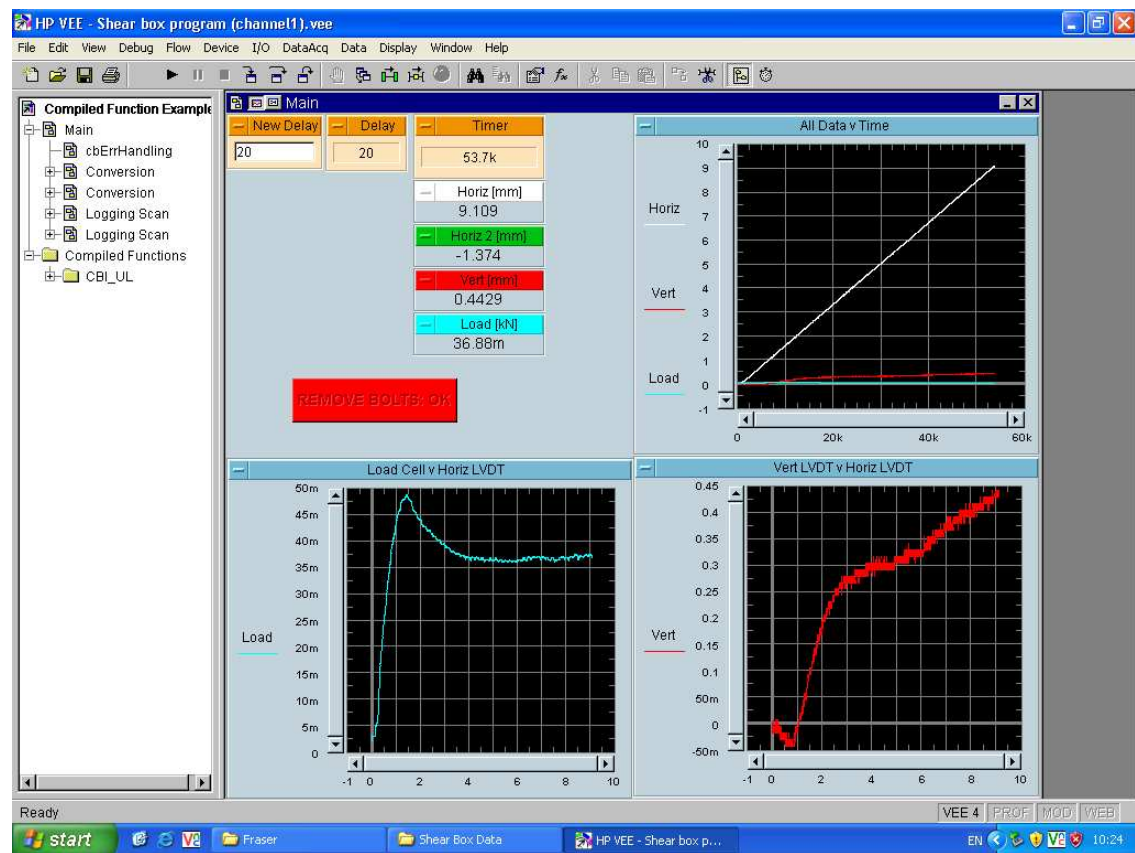 HP VEE - Shear box program (channel1).vee
File Edit View Debug Flow Device I/O DataAcq Data Display Window Help
Compiled Function Example
Main
cbErrHandling
Conversion
Conversion
Logging Scan
Logging Scan
Compiled Functions
CBI_UL
Main
New Delay
20
Delay
20
Timer
53.7k
Horiz [mm]
9.109
Horiz 2 [mm]
-1.374
Vert [mm]
0.4429
Load [kN]
36.88m
REMOVE BOLTS: OK
All Data v Time
Horiz
Vert
Load
10
9
8
7
6
5
4
3
2
1
0
-1
0 20k 40k 60k
Load Cell v Horiz LVDT
Load
50m
45m
40m
35m
30m
25m
20m
15m
10m
5m
0
-1 0 2 4 6 8 10
Vert LVDT v Horiz LVDT
Vert
0.45
0.4
0.35
0.3
0.25
0.2
0.15
0.1
50m
0
-50m
-1 0 2 4 6 8 10
Ready
VEE 4 PROF MOD WEB
start
Fraser
Shear Box Data
HP VEE - Shear box p...
EN
10:24